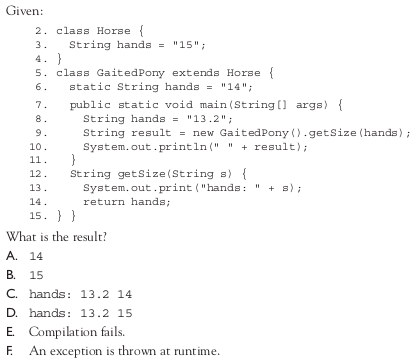 Given:
2. class Horse {
3.   String hands = "15";
4. }
5. class GaitedPony extends Horse {
6.   static String hands = "14";
7.   public static void main(String[] args) {
8.     String hands = "13.2";
9.     String result = new GaitedPony().getSize(hands);
10.     System.out.println(" " + result);
11.   }
12.   String getSize(String s) {
13.     System.out.print("hands: " + s);
14.     return hands;
15. } }
What is the result?
A. 14
B. 15
C. hands: 13.2 14
D. hands: 13.2 15
E. Compilation fails.
F. An exception is thrown at runtime.